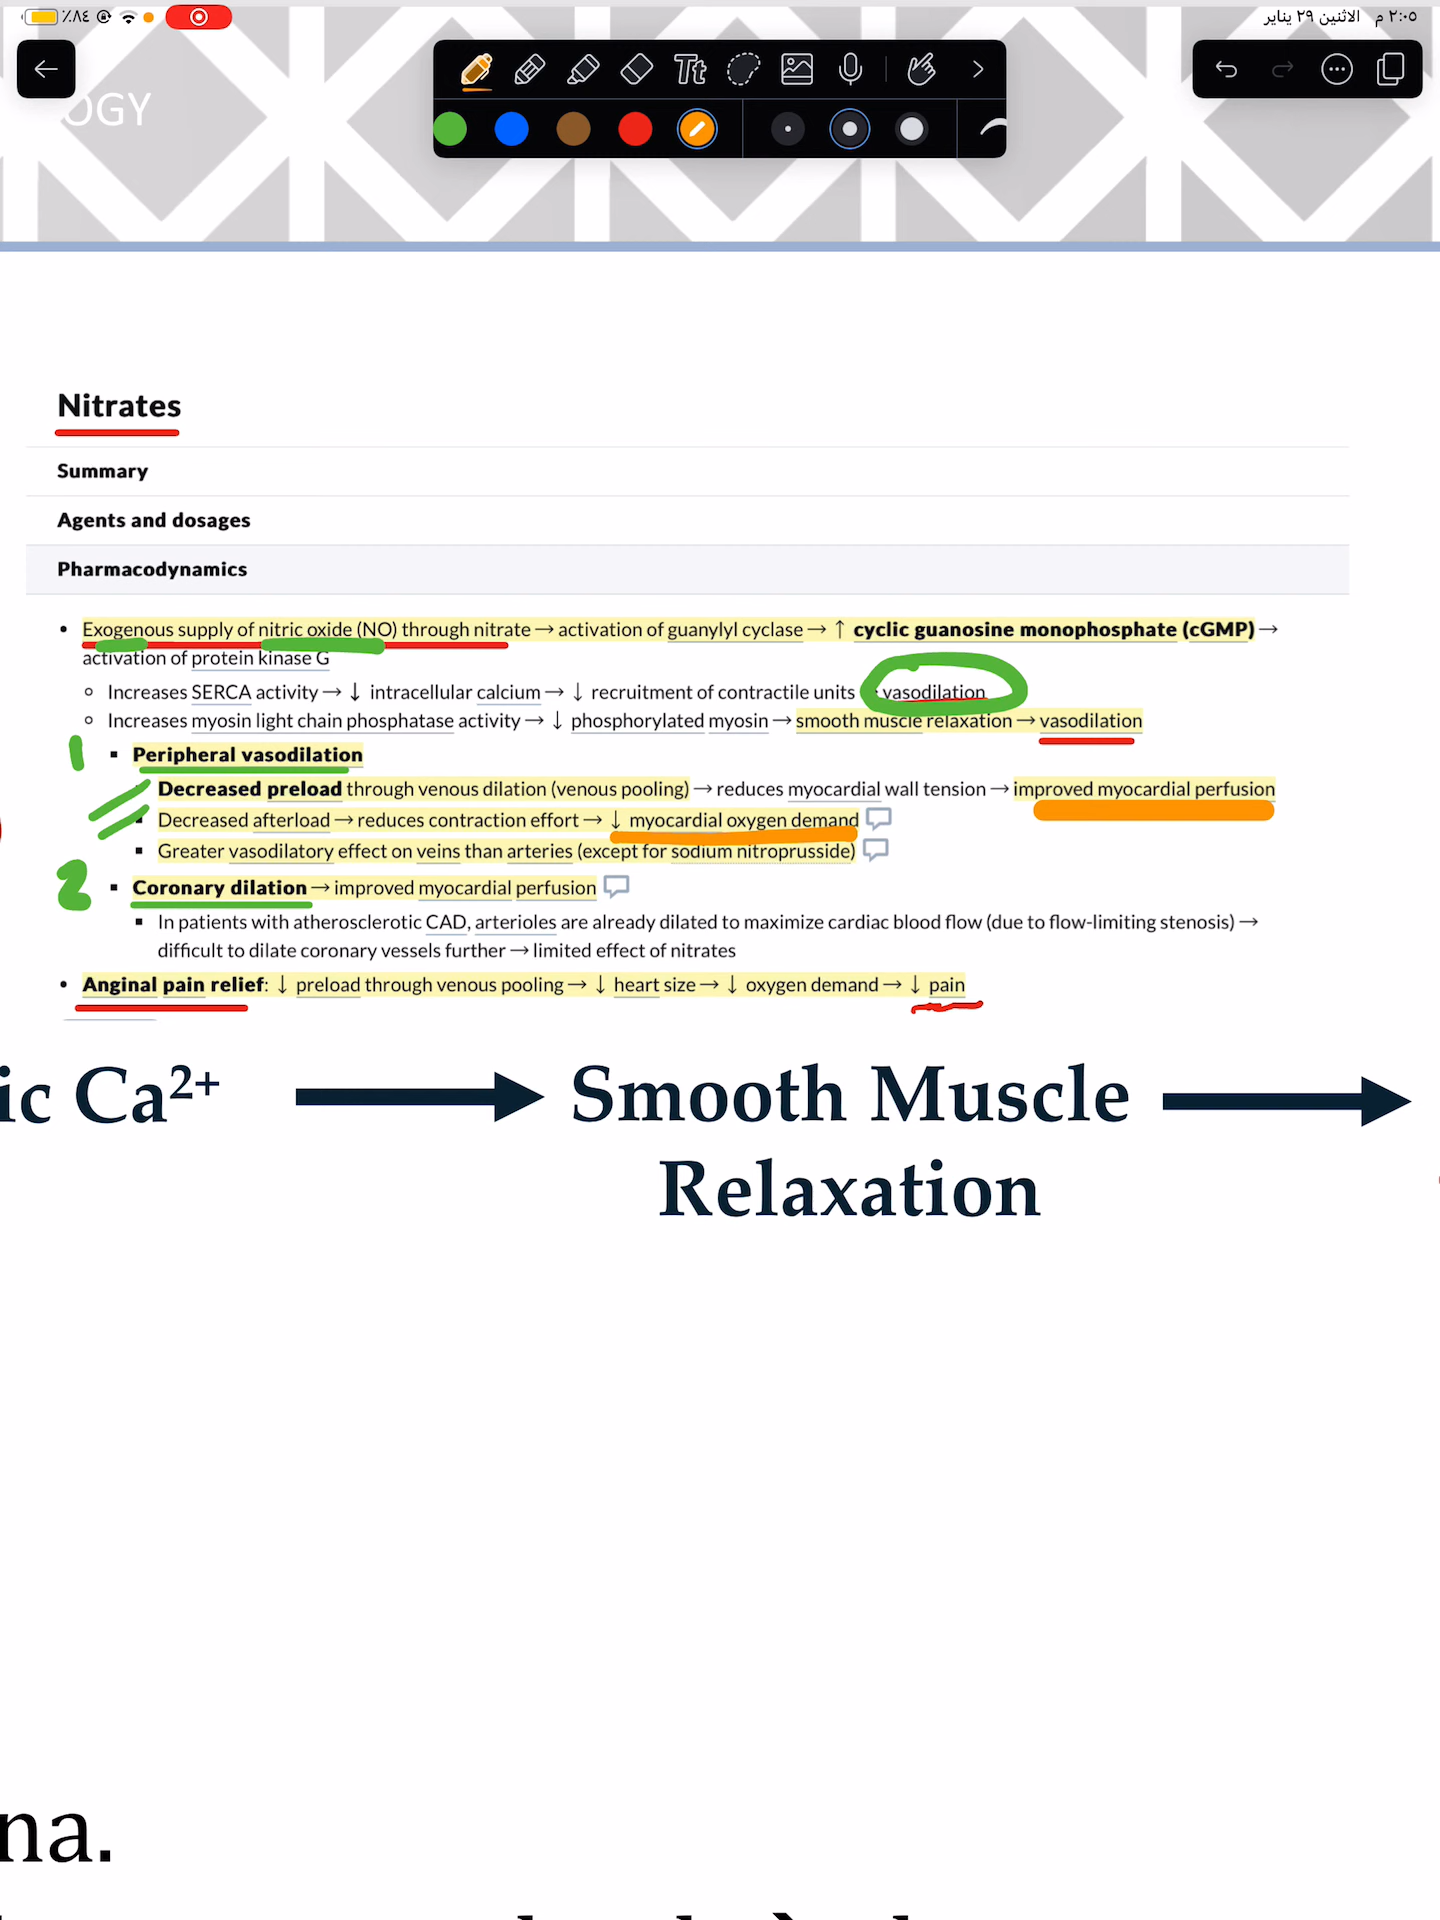 ٪٨٤
٢:٠٥ م الاثنين ٢٩ يناير
OGY
Tt
Nitrates
Summary
Agents and dosages
Pharmacodynamics
• Exogenous supply of nitric oxide (NO) through nitrate → activation of guanylyl cyclase → ↑ cyclic guanosine monophosphate (cGMP) →
activation of protein kinase G
Increases SERCA activity → ↓ intracellular calcium → ↓ recruitment of contractile units → vasodilation
Increases myosin light chain phosphatase activity → ↓ phosphorylated myosin → smooth muscle relaxation → vasodilation
1
▪ Peripheral vasodilation
Decreased preload through venous dilation (venous pooling) → reduces myocardial wall tension → improved myocardial perfusion
▪ Decreased afterload → reduces contraction effort → ↓ myocardial oxygen demand
▪ Greater vasodilatory effect on veins than arteries (except for sodium nitroprusside)
2
▪ Coronary dilation → improved myocardial perfusion
▪ In patients with atherosclerotic CAD, arterioles are already dilated to maximize cardiac blood flow (due to flow-limiting stenosis) →
difficult to dilate coronary vessels further → limited effect of nitrates
• Anginal pain relief: ↓ preload through venous pooling → ↓ heart size → ↓ oxygen demand → ↓ pain
ic Ca²⁺ → Smooth Muscle →
Relaxation
na.